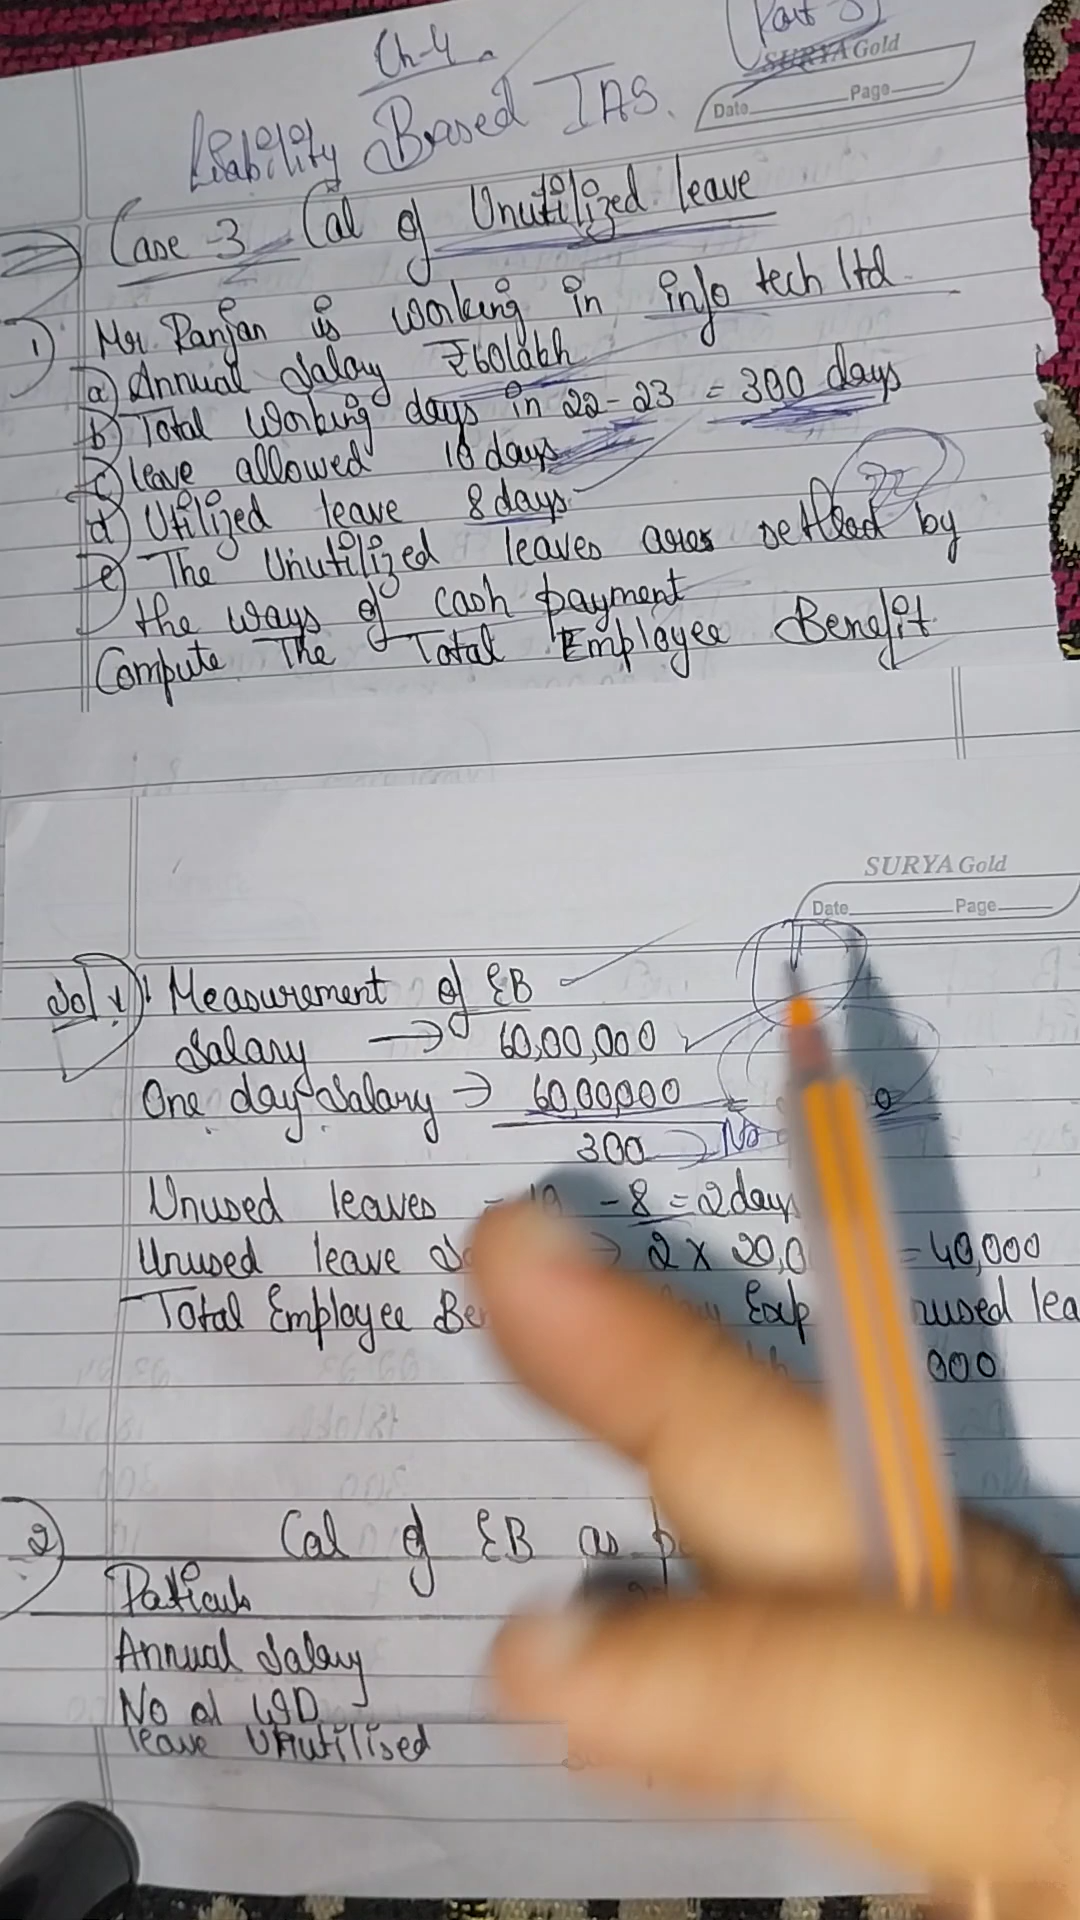 Ch-4
(Part 3)
SURYA Gold
Date Page
Liability Based IAS.
Case -3 Cal of Unutilized leave
1) Mr. Ranjan is working in info tech ltd
a) Annual Salary ₹60lakh
b) Total Working days in 22-23 = 300 days
c) leave allowed 10 days
d) Utilized leave 8 days
e) The Unutilized leaves are settled by
the ways of cash payment
Compute The Total Employee Benefit
SURYA Gold
Date Page
Sol 1) Measurement of EB
Salary → 60,00,000
One day Salary → 60,00,000
300 → No
Unused leaves = 10 - 8 = 2 days
Unused leave → 2 X 20,0 = 40,000
Total Employee Exp used lea
000
2) Cal of EB as
Paticuls
Annual Salary
No of WD
leave Unutilised